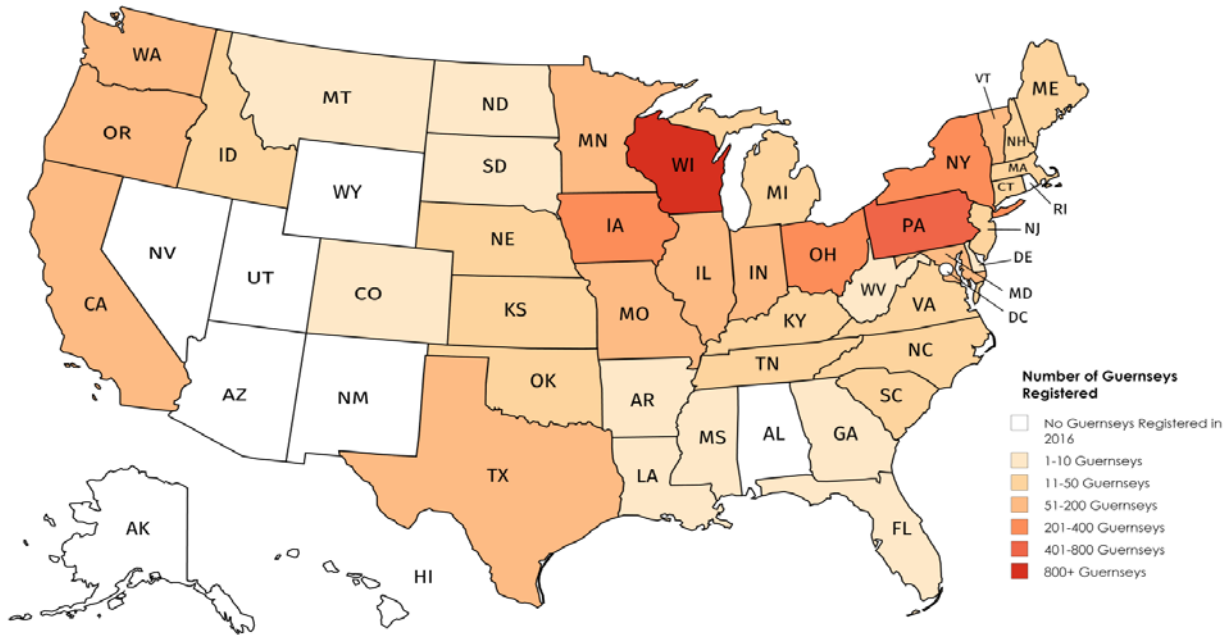 WA
OR
CA
ID
NV
MT
WY
UT
AZ
CO
NM
ND
SD
NE
KS
OK
TX
MN
IA
MO
AR
LA
WI
IL
IN
MI
OH
KY
TN
MS
AL
GA
FL
SC
NC
VA
WV
PA
NY
VT
NH
MA
CT
ME
RI
NJ
DE
MD
DC
AK
HI
Number of Guernseys
Registered
No Guernseys Registered in
2016
1-10 Guernseys
11-50 Guernseys
51-200 Guernseys
201-400 Guernseys
401-800 Guernseys
800+ Guernseys